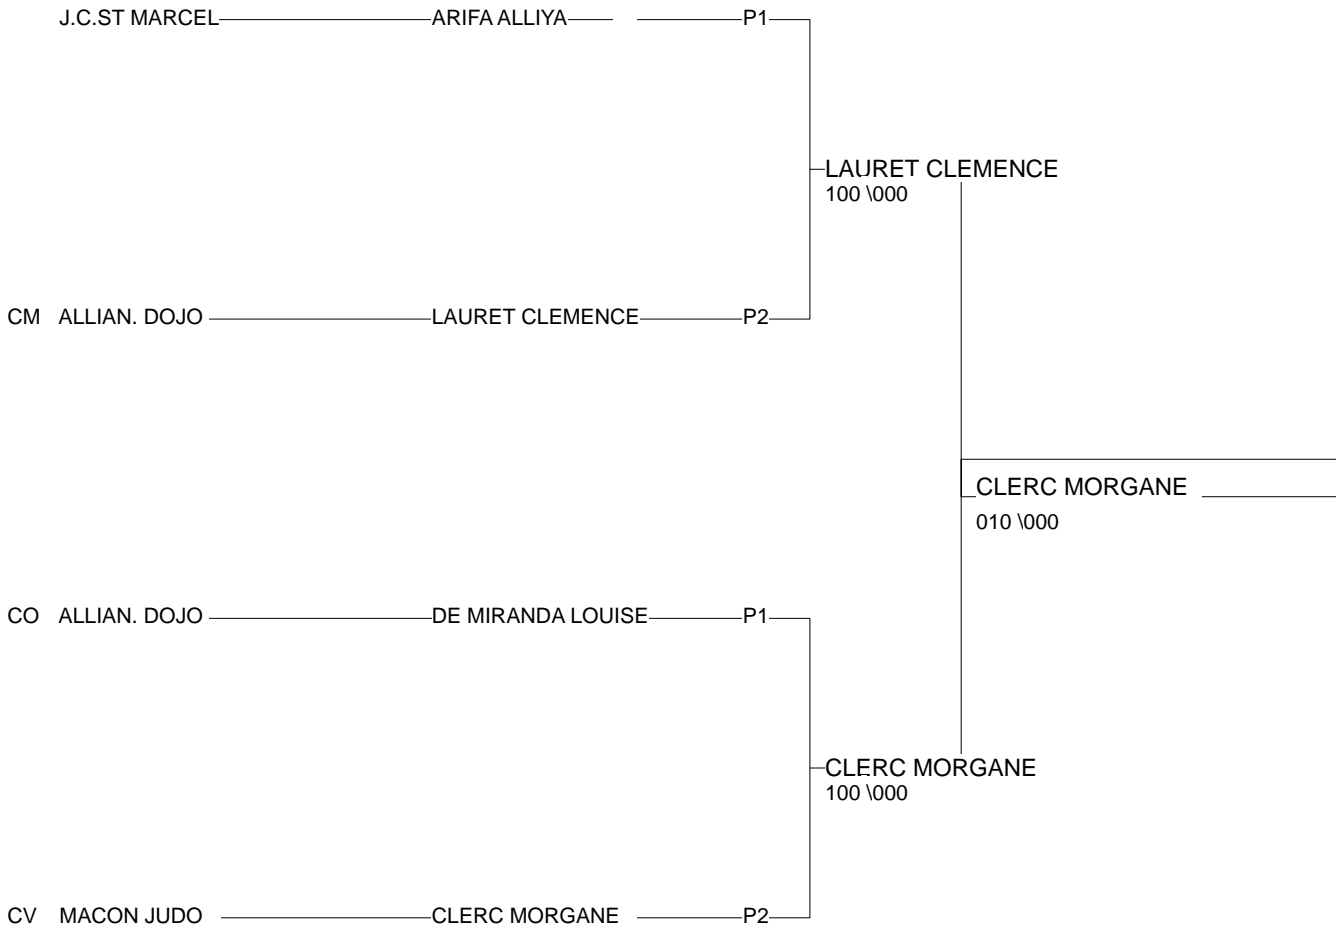 J.C.ST MARCEL ARIFA ALLIYA P1
LAURET CLEMENCE
100 \000
CM ALLIAN. DOJO LAURET CLEMENCE P2
CLERC MORGANE
010 \000
CO ALLIAN. DOJO DE MIRANDA LOUISE P1
CLERC MORGANE
100 \000
CV MACON JUDO CLERC MORGANE P2